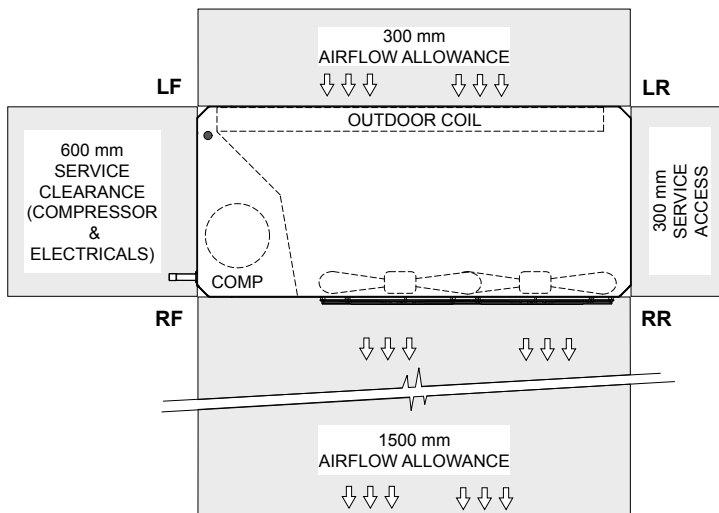 300 mm
AIRFLOW ALLOWANCE
LF
LR
OUTDOOR COIL
600 mm
SERVICE
CLEARANCE
(COMPRESSOR
&
ELECTRICALS)
300 mm
SERVICE
ACCESS
COMP
RF
RR
1500 mm
AIRFLOW ALLOWANCE